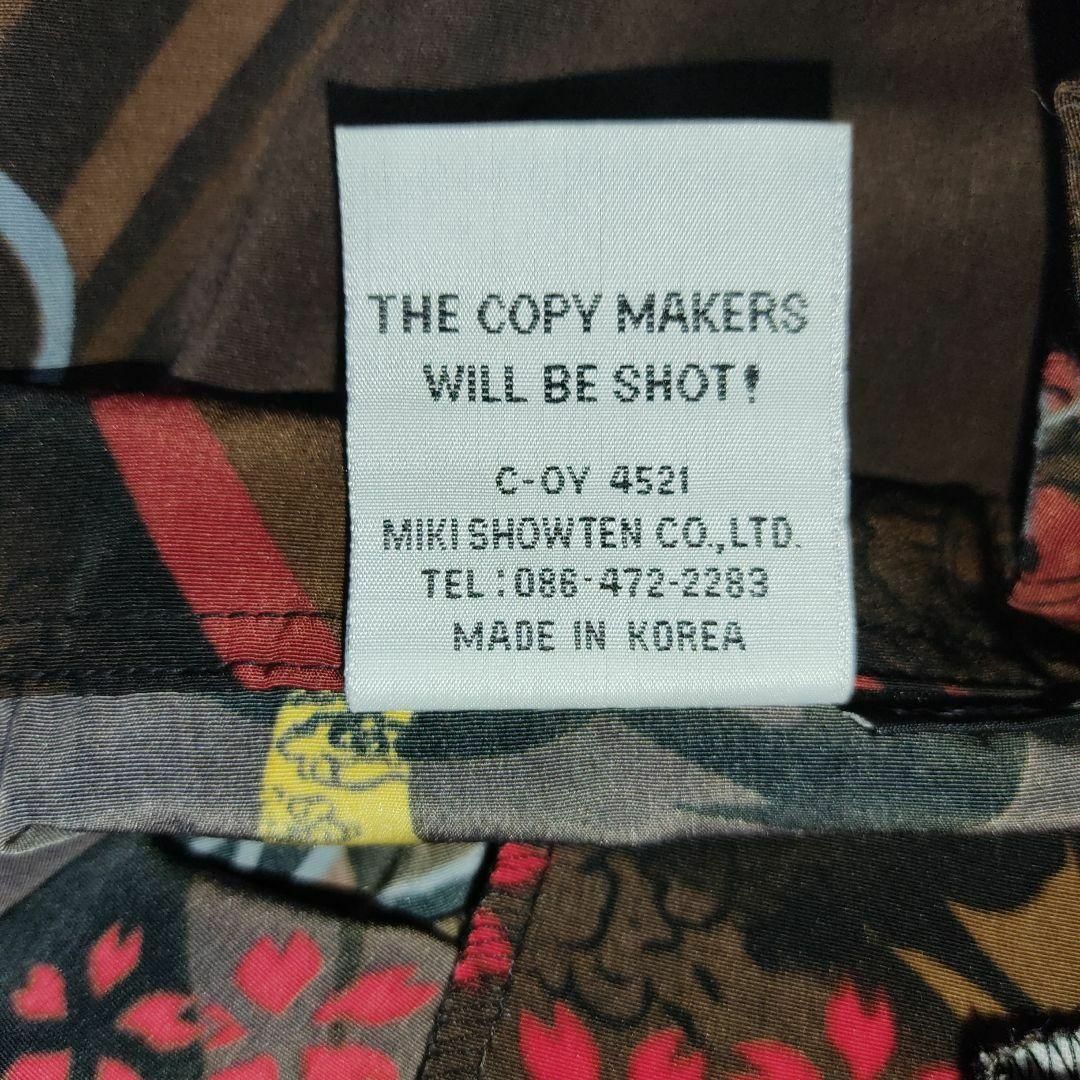 THE COPY MAKERS
WILL BE SHOT!
C-OY 4521
MIKI SHOWTEN CO.,LTD.
TEL:086-472-2283
MADE IN KOREA